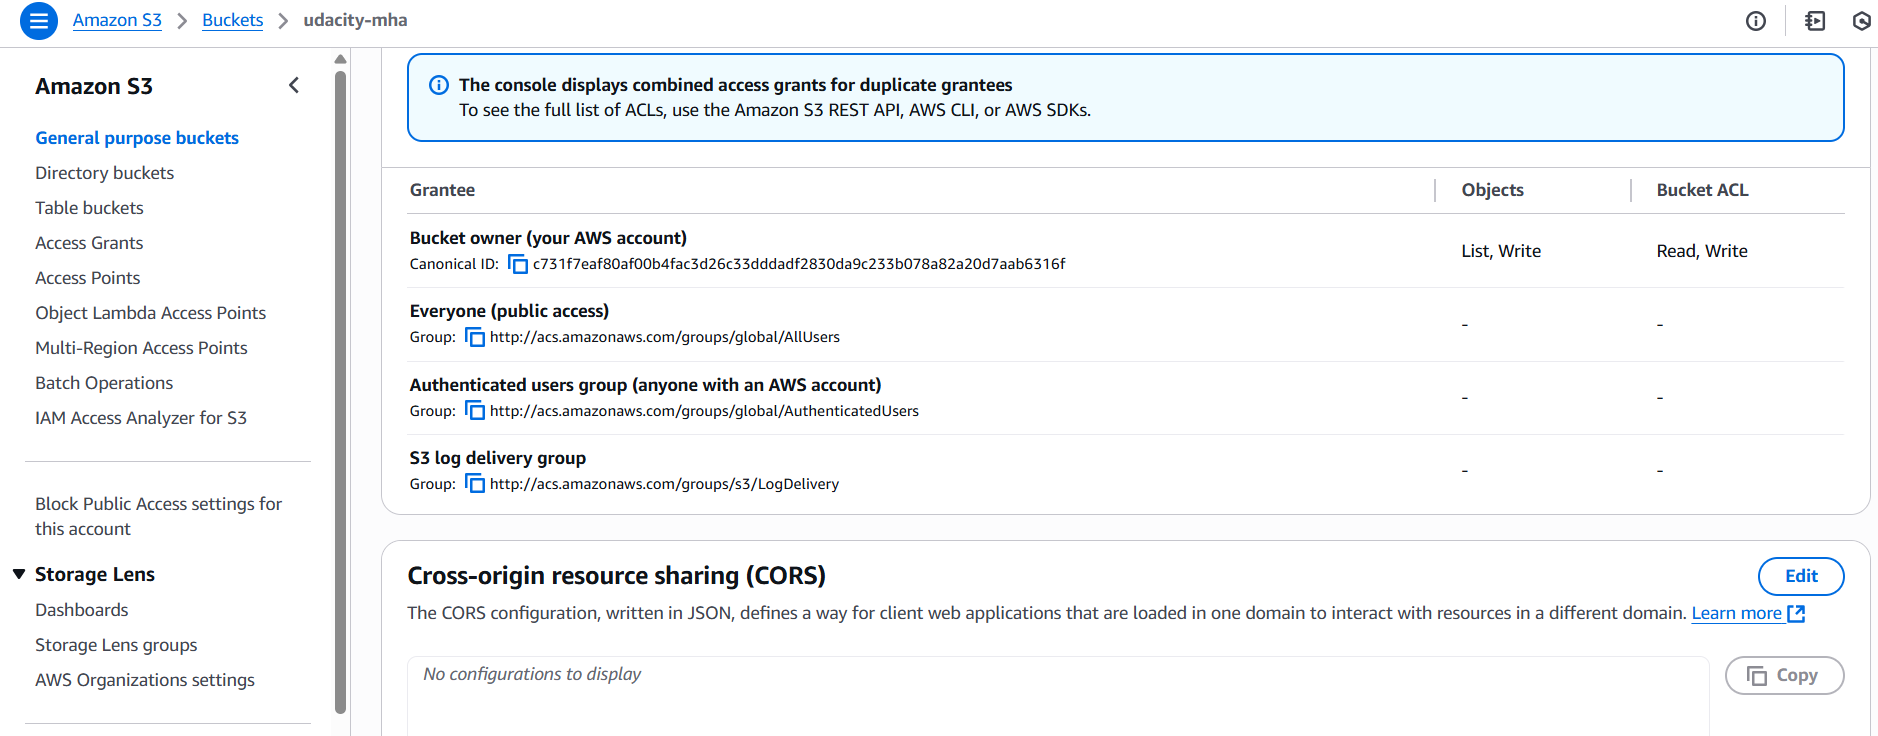 Amazon S3 > Buckets > udacity-mha
Amazon S3
General purpose buckets
Directory buckets
Table buckets
Access Grants
Access Points
Object Lambda Access Points
Multi-Region Access Points
Batch Operations
IAM Access Analyzer for S3
Block Public Access settings for
this account
Storage Lens
Dashboards
Storage Lens groups
AWS Organizations settings
The console displays combined access grants for duplicate grantees
To see the full list of ACLs, use the Amazon S3 REST API, AWS CLI, or AWS SDKs.
Grantee Objects Bucket ACL
Bucket owner (your AWS account)
Canonical ID: c731f7eaf80af00b4fac3d26c33dddadf2830da9c233b078a82a20d7aab6316f
List, Write Read, Write
Everyone (public access)
Group: http://acs.amazonaws.com/groups/global/AllUsers
- -
Authenticated users group (anyone with an AWS account)
Group: http://acs.amazonaws.com/groups/global/AuthenticatedUsers
- -
S3 log delivery group
Group: http://acs.amazonaws.com/groups/s3/LogDelivery
- -
Cross-origin resource sharing (CORS)
Edit
The CORS configuration, written in JSON, defines a way for client web applications that are loaded in one domain to interact with resources in a different domain. Learn more
No configurations to display
Copy